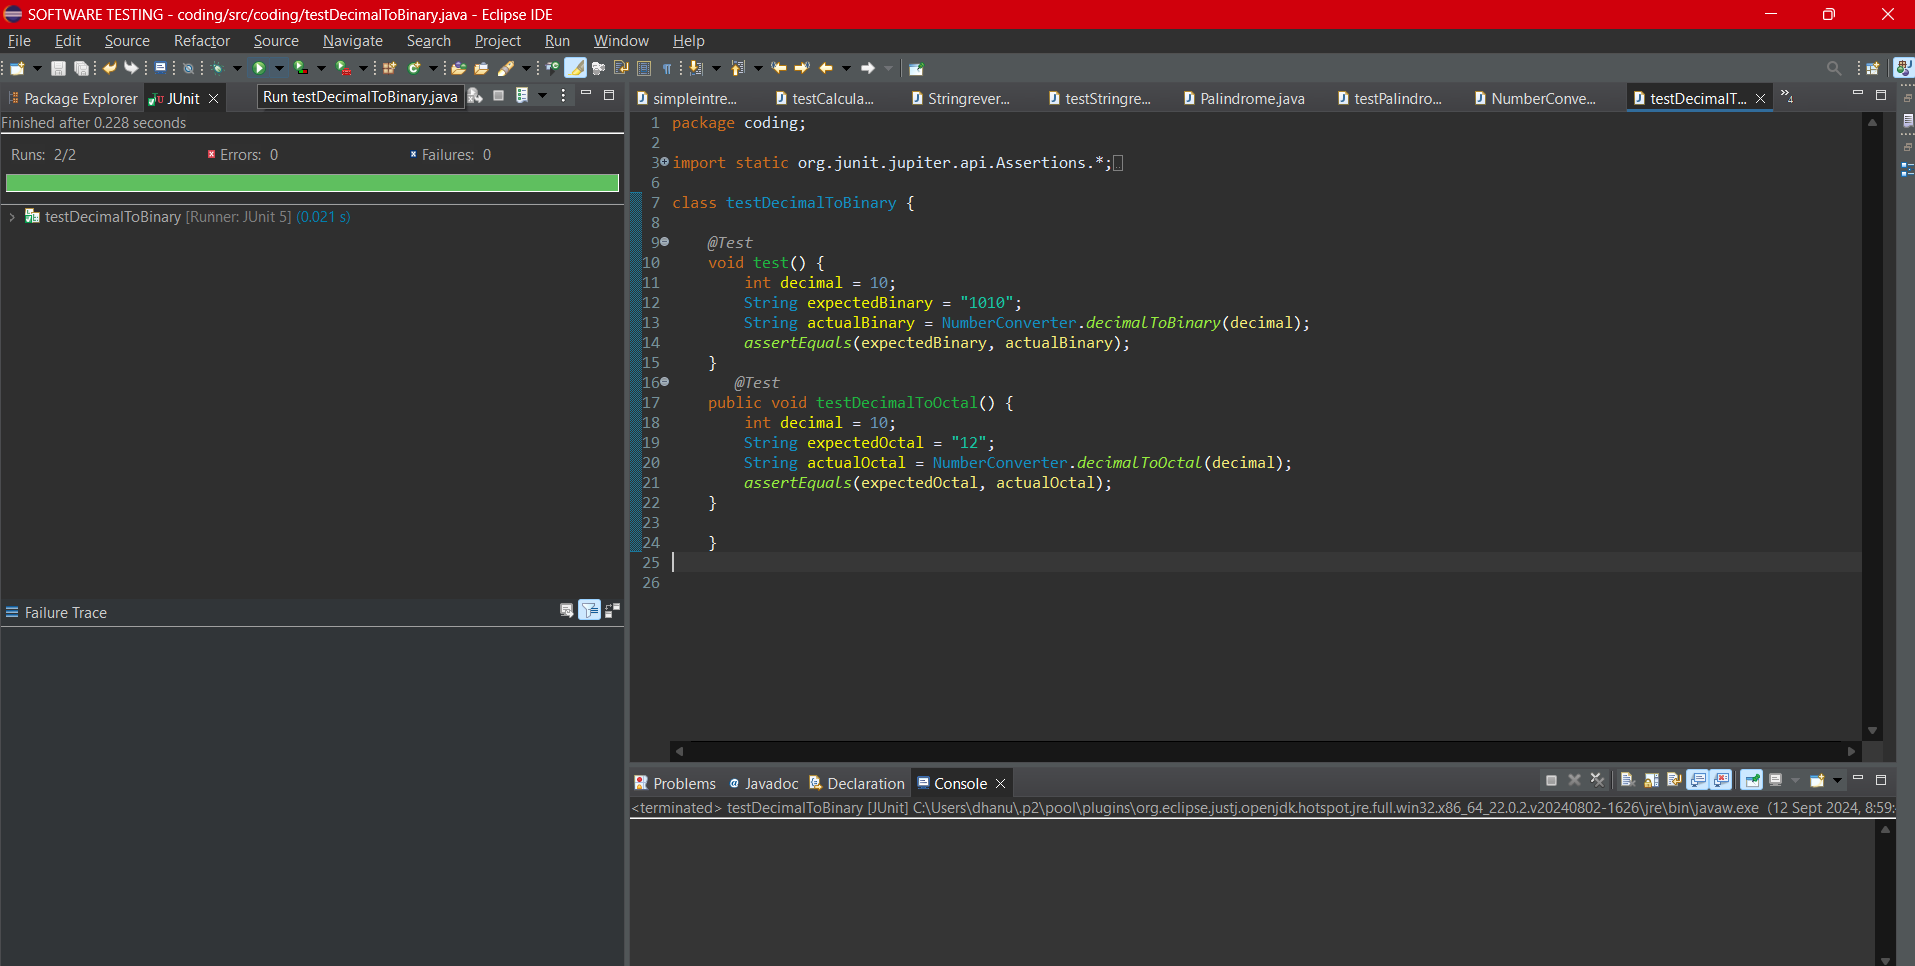 SOFTWARE TESTING - coding/src/coding/testDecimalToBinary.java - Eclipse IDE
File Edit Source Refactor Source Navigate Search Project Run Window Help
Package Explorer JUnit
Run testDecimalToBinary.java
Finished after 0.228 seconds
Runs: 2/2 Errors: 0 Failures: 0
testDecimalToBinary [Runner: JUnit 5] (0.021 s)
Failure Trace
simpleintre... testCalcula... Stringrever... testStringre... Palindrome.java testPalindro... NumberConve... testDecimalT... »4
1 package coding;
2
3 import static org.junit.jupiter.api.Assertions.*;
6
7 class testDecimalToBinary {
8
9 @Test
10 void test() {
11 int decimal = 10;
12 String expectedBinary = "1010";
13 String actualBinary = NumberConverter.decimalToBinary(decimal);
14 assertEquals(expectedBinary, actualBinary);
15 }
16 @Test
17 public void testDecimalToOctal() {
18 int decimal = 10;
19 String expectedOctal = "12";
20 String actualOctal = NumberConverter.decimalToOctal(decimal);
21 assertEquals(expectedOctal, actualOctal);
22 }
23
24 }
25
26
Problems Javadoc Declaration Console
<terminated> testDecimalToBinary [JUnit] C:\Users\dhanu\.p2\pool\plugins\org.eclipse.justj.openjdk.hotspot.jre.full.win32.x86_64_22.0.2.v20240802-1626\jre\bin\javaw.exe (12 Sept 2024, 8:59: